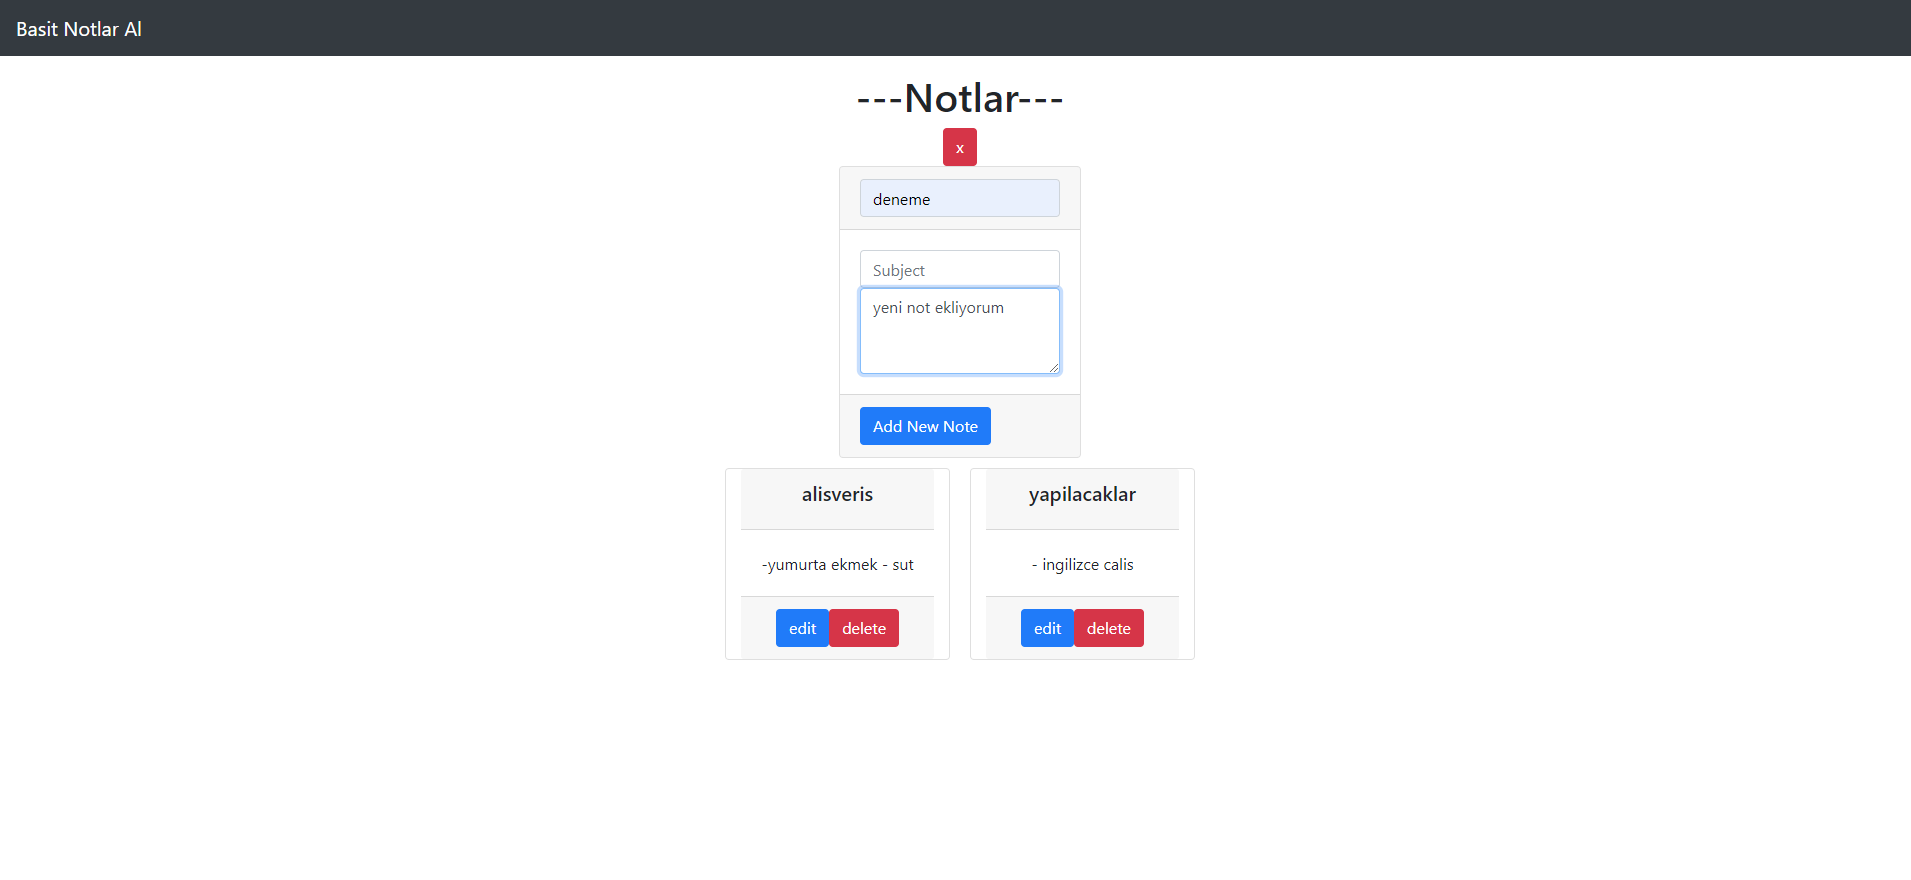 Basit Notlar Al
---Notlar---
x
deneme
Subject
yeni not ekliyorum
Add New Note
alisveris
-yumurta ekmek - sut
edit delete
yapilacaklar
- ingilizce calis
edit delete